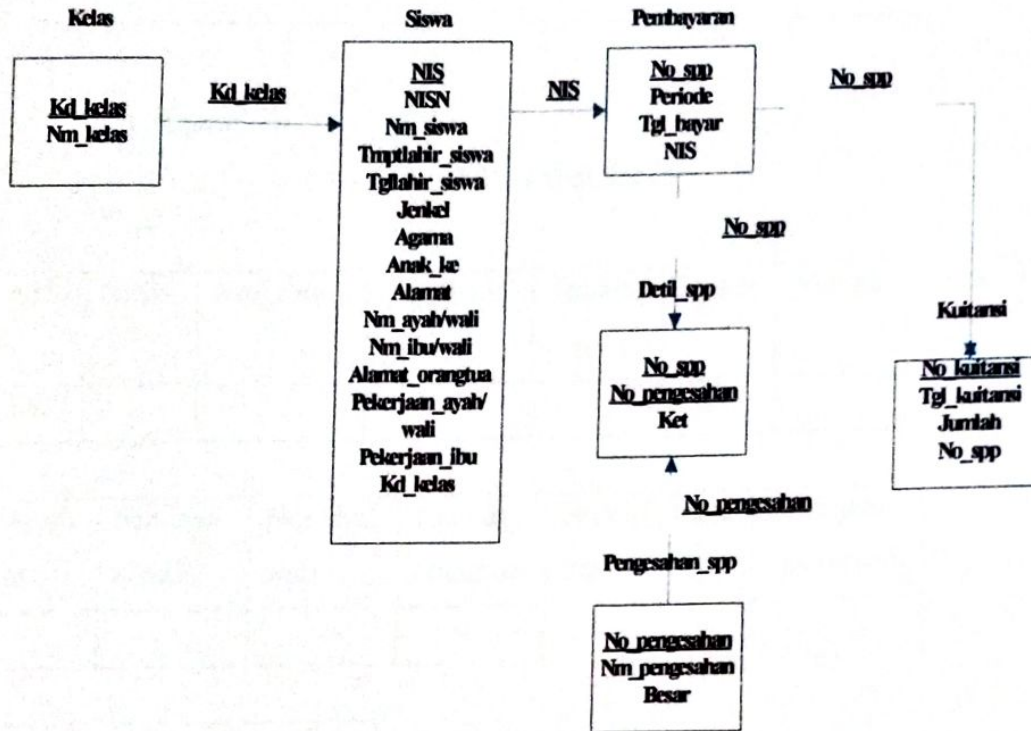 Kelas
Kd_kelas
Nm_kelas
Kd_kelas
Siswa
NIS
NISN
Nm_siswa
Tmptlahir_siswa
Tgllahir_siswa
Jenkel
Agama
Anak_ke
Alamat
Nm_ayah/wali
Nm_ibu/wali
Alamat_orangtua
Pekerjaan_ayah/
wali
Pekerjaan_ibu
Kd_kelas
NIS
Pembayaran
No_spp
Periode
Tgl_bayar
NIS
No_spp
No_spp
Detil_spp
No_spp
No_pengesahan
Ket
Kuitansi
No_kuitansi
Tgl_kuitansi
Jumlah
No_spp
No_pengesahan
Pengesahan_spp
No_pengesahan
Nm_pengesahan
Besar